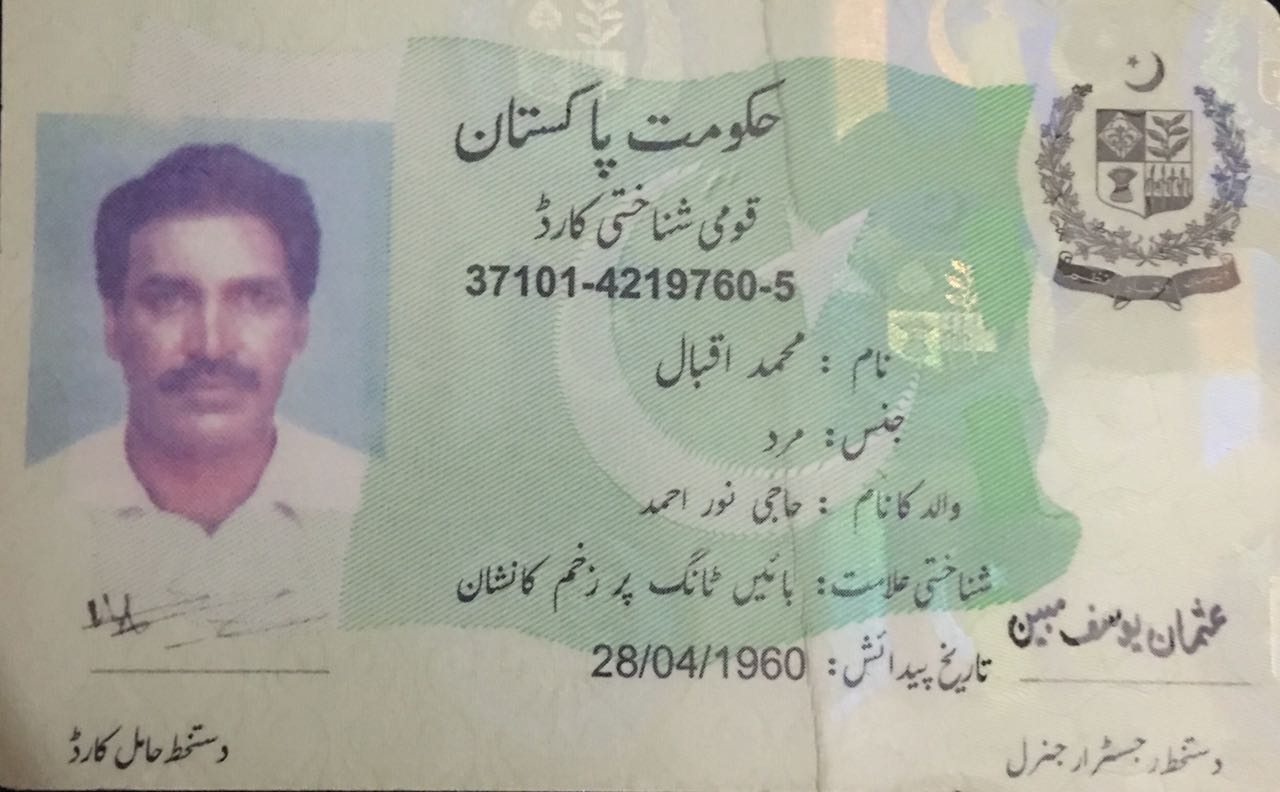 حکومت پاکستان
قومی شناختی کارڈ
37101-4219760-5
نام : محمد اقبال
جنس: مرد
والد کا نام : حاجی نور احمد
شناختی علامت: بائیں ٹانگ پر زخم کا نشان
تاریخ پیدائش: 28/04/1960
عثمان یوسف مبین
دستخط رجسٹرار جنرل
دستخط حامل کارڈ